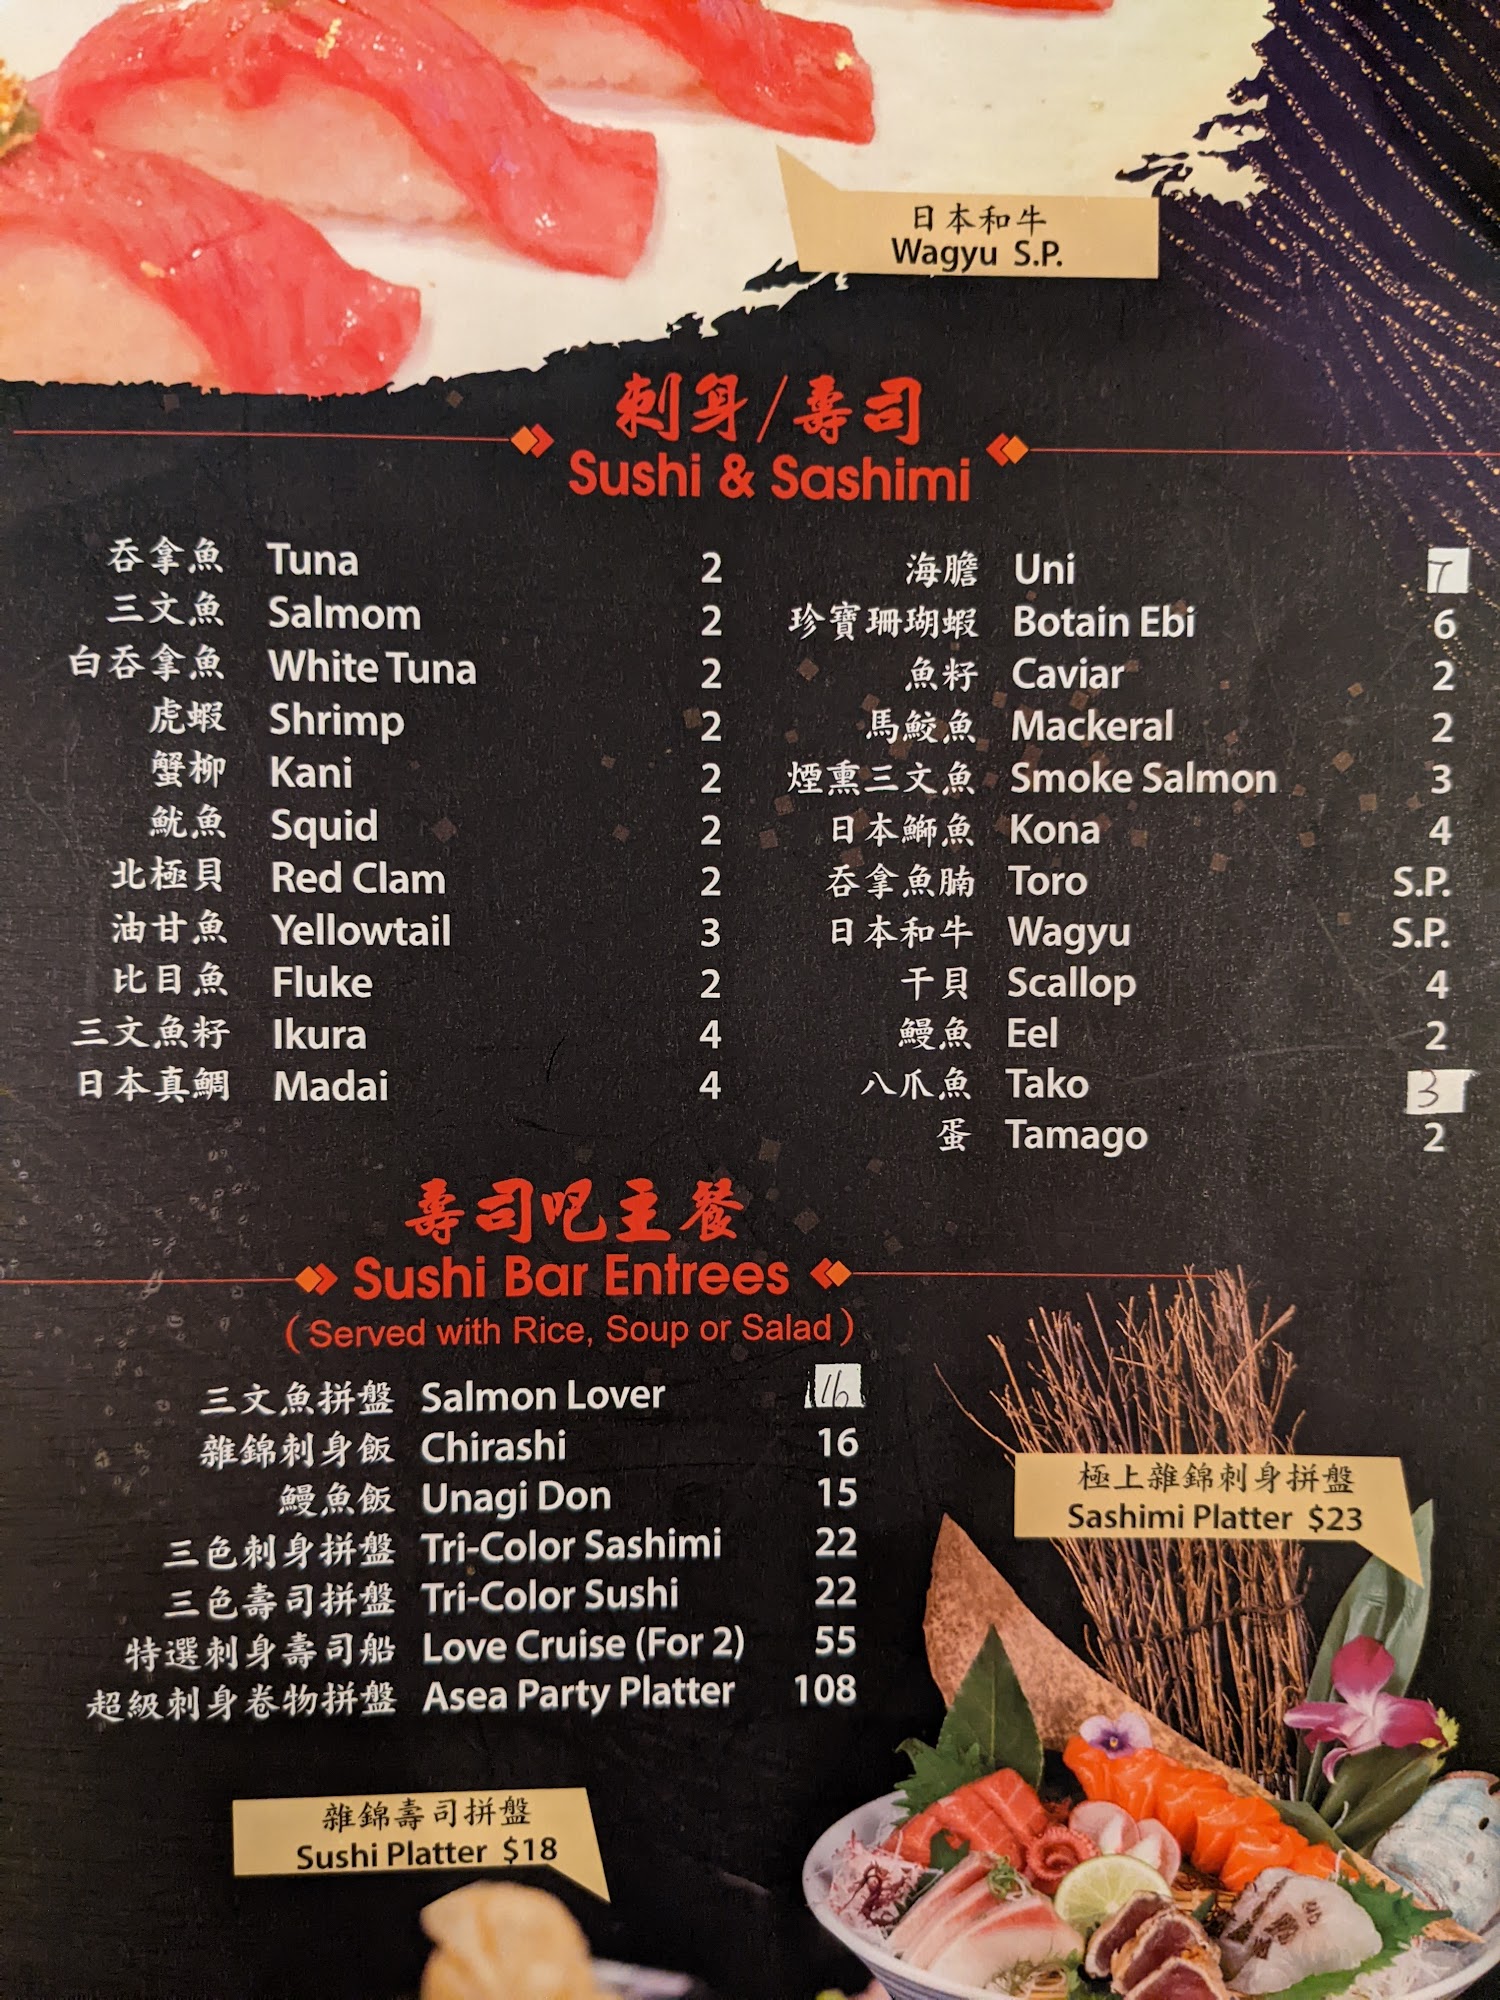 日本和牛
Wagyu S.P.
刺身/壽司
Sushi & Sashimi
吞拿魚 Tuna 2
三文魚 Salmom 2
白吞拿魚 White Tuna 2
虎蝦 Shrimp 2
蟹柳 Kani 2
魷魚 Squid 2
北極貝 Red Clam 2
油甘魚 Yellowtail 3
比目魚 Fluke 2
三文魚籽 Ikura 4
日本真鯛 Madai 4
海膽 Uni 7
珍寶珊瑚蝦 Botain Ebi 6
魚籽 Caviar 2
馬鮫魚 Mackeral 2
煙熏三文魚 Smoke Salmon 3
日本鰤魚 Kona 4
吞拿魚腩 Toro S.P.
日本和牛 Wagyu S.P.
干貝 Scallop 4
鰻魚 Eel 2
八爪魚 Tako 3
蛋 Tamago 2
壽司吧主餐
Sushi Bar Entrees
(Served with Rice, Soup or Salad)
三文魚拼盤 Salmon Lover 16
雜錦刺身飯 Chirashi 16
鰻魚飯 Unagi Don 15
三色刺身拼盤 Tri-Color Sashimi 22
三色壽司拼盤 Tri-Color Sushi 22
特選刺身壽司船 Love Cruise (For 2) 55
超級刺身卷物拼盤 Asea Party Platter 108
極上雜錦刺身拼盤
Sashimi Platter $23
雜錦壽司拼盤
Sushi Platter $18